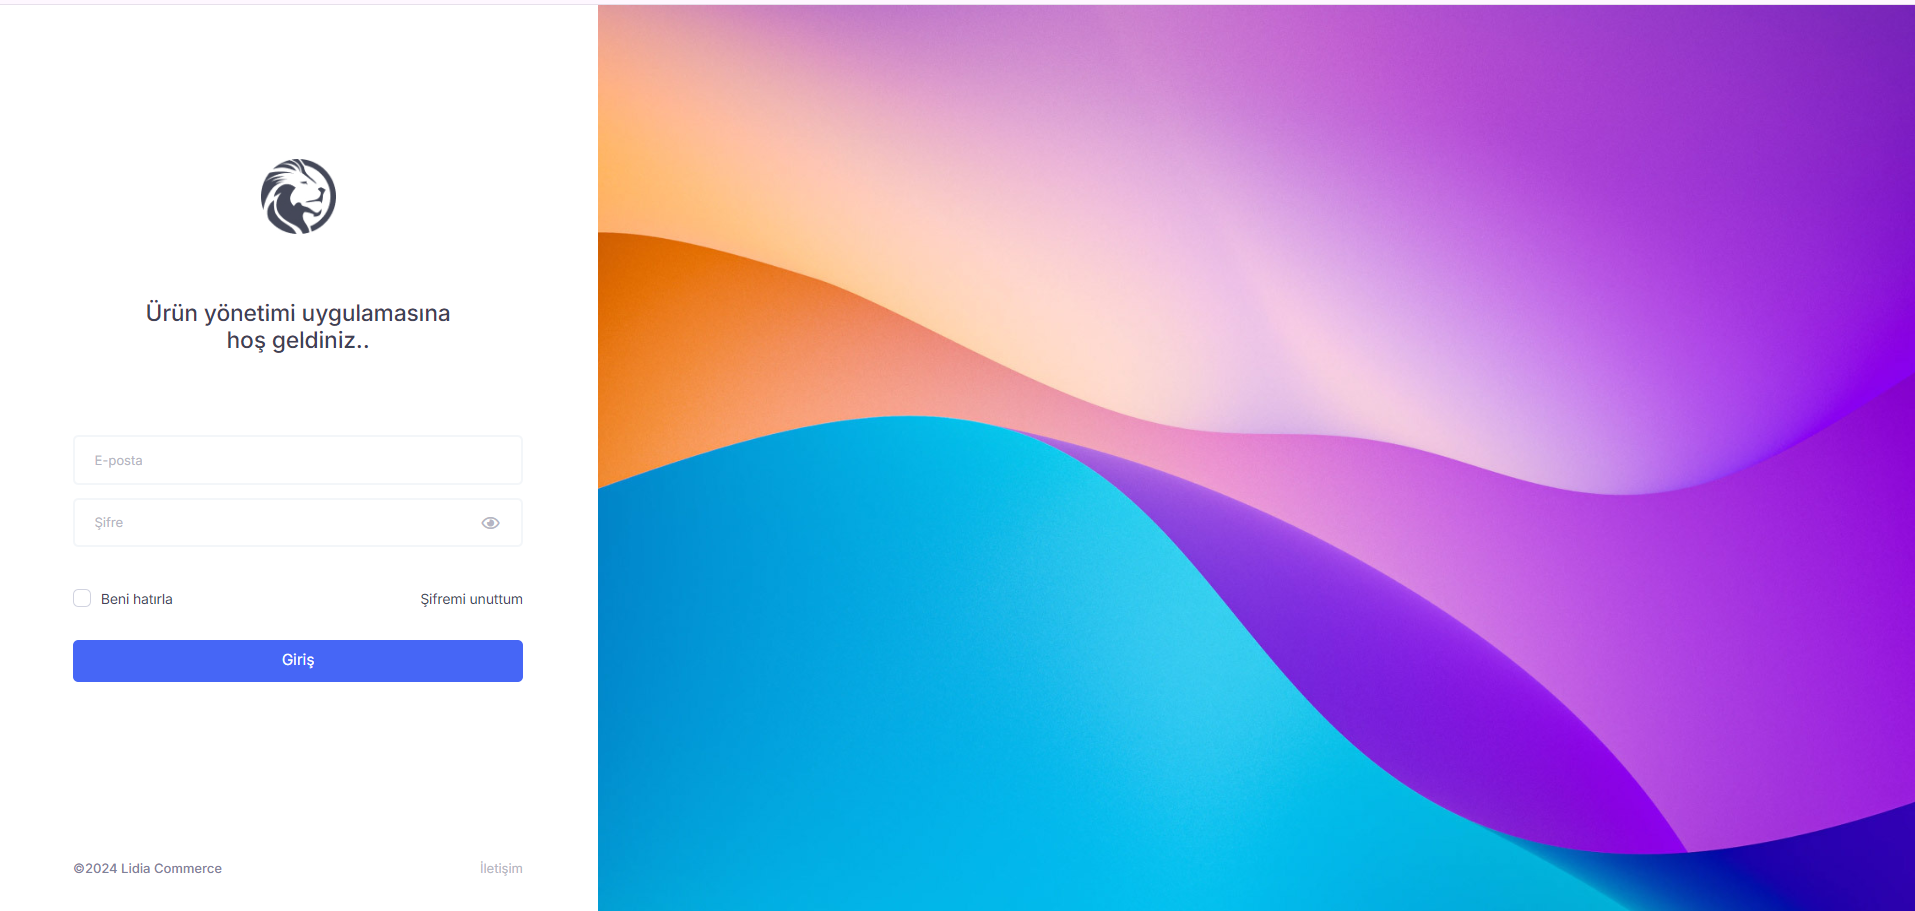 Ürün yönetimi uygulamasına
hoş geldiniz..
E-posta
Şifre
Beni hatırla
Şifremi unuttum
Giriş
©2024 Lidia Commerce
İletişim